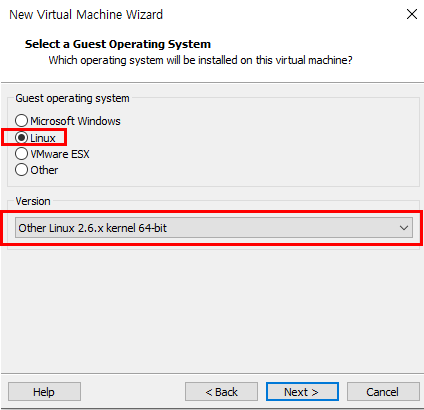 New Virtual Machine Wizard
Select a Guest Operating System
Which operating system will be installed on this virtual machine?
Guest operating system
Microsoft Windows
Linux
VMware ESX
Other
Version
Other Linux 2.6.x kernel 64-bit
Help
< Back
Next >
Cancel